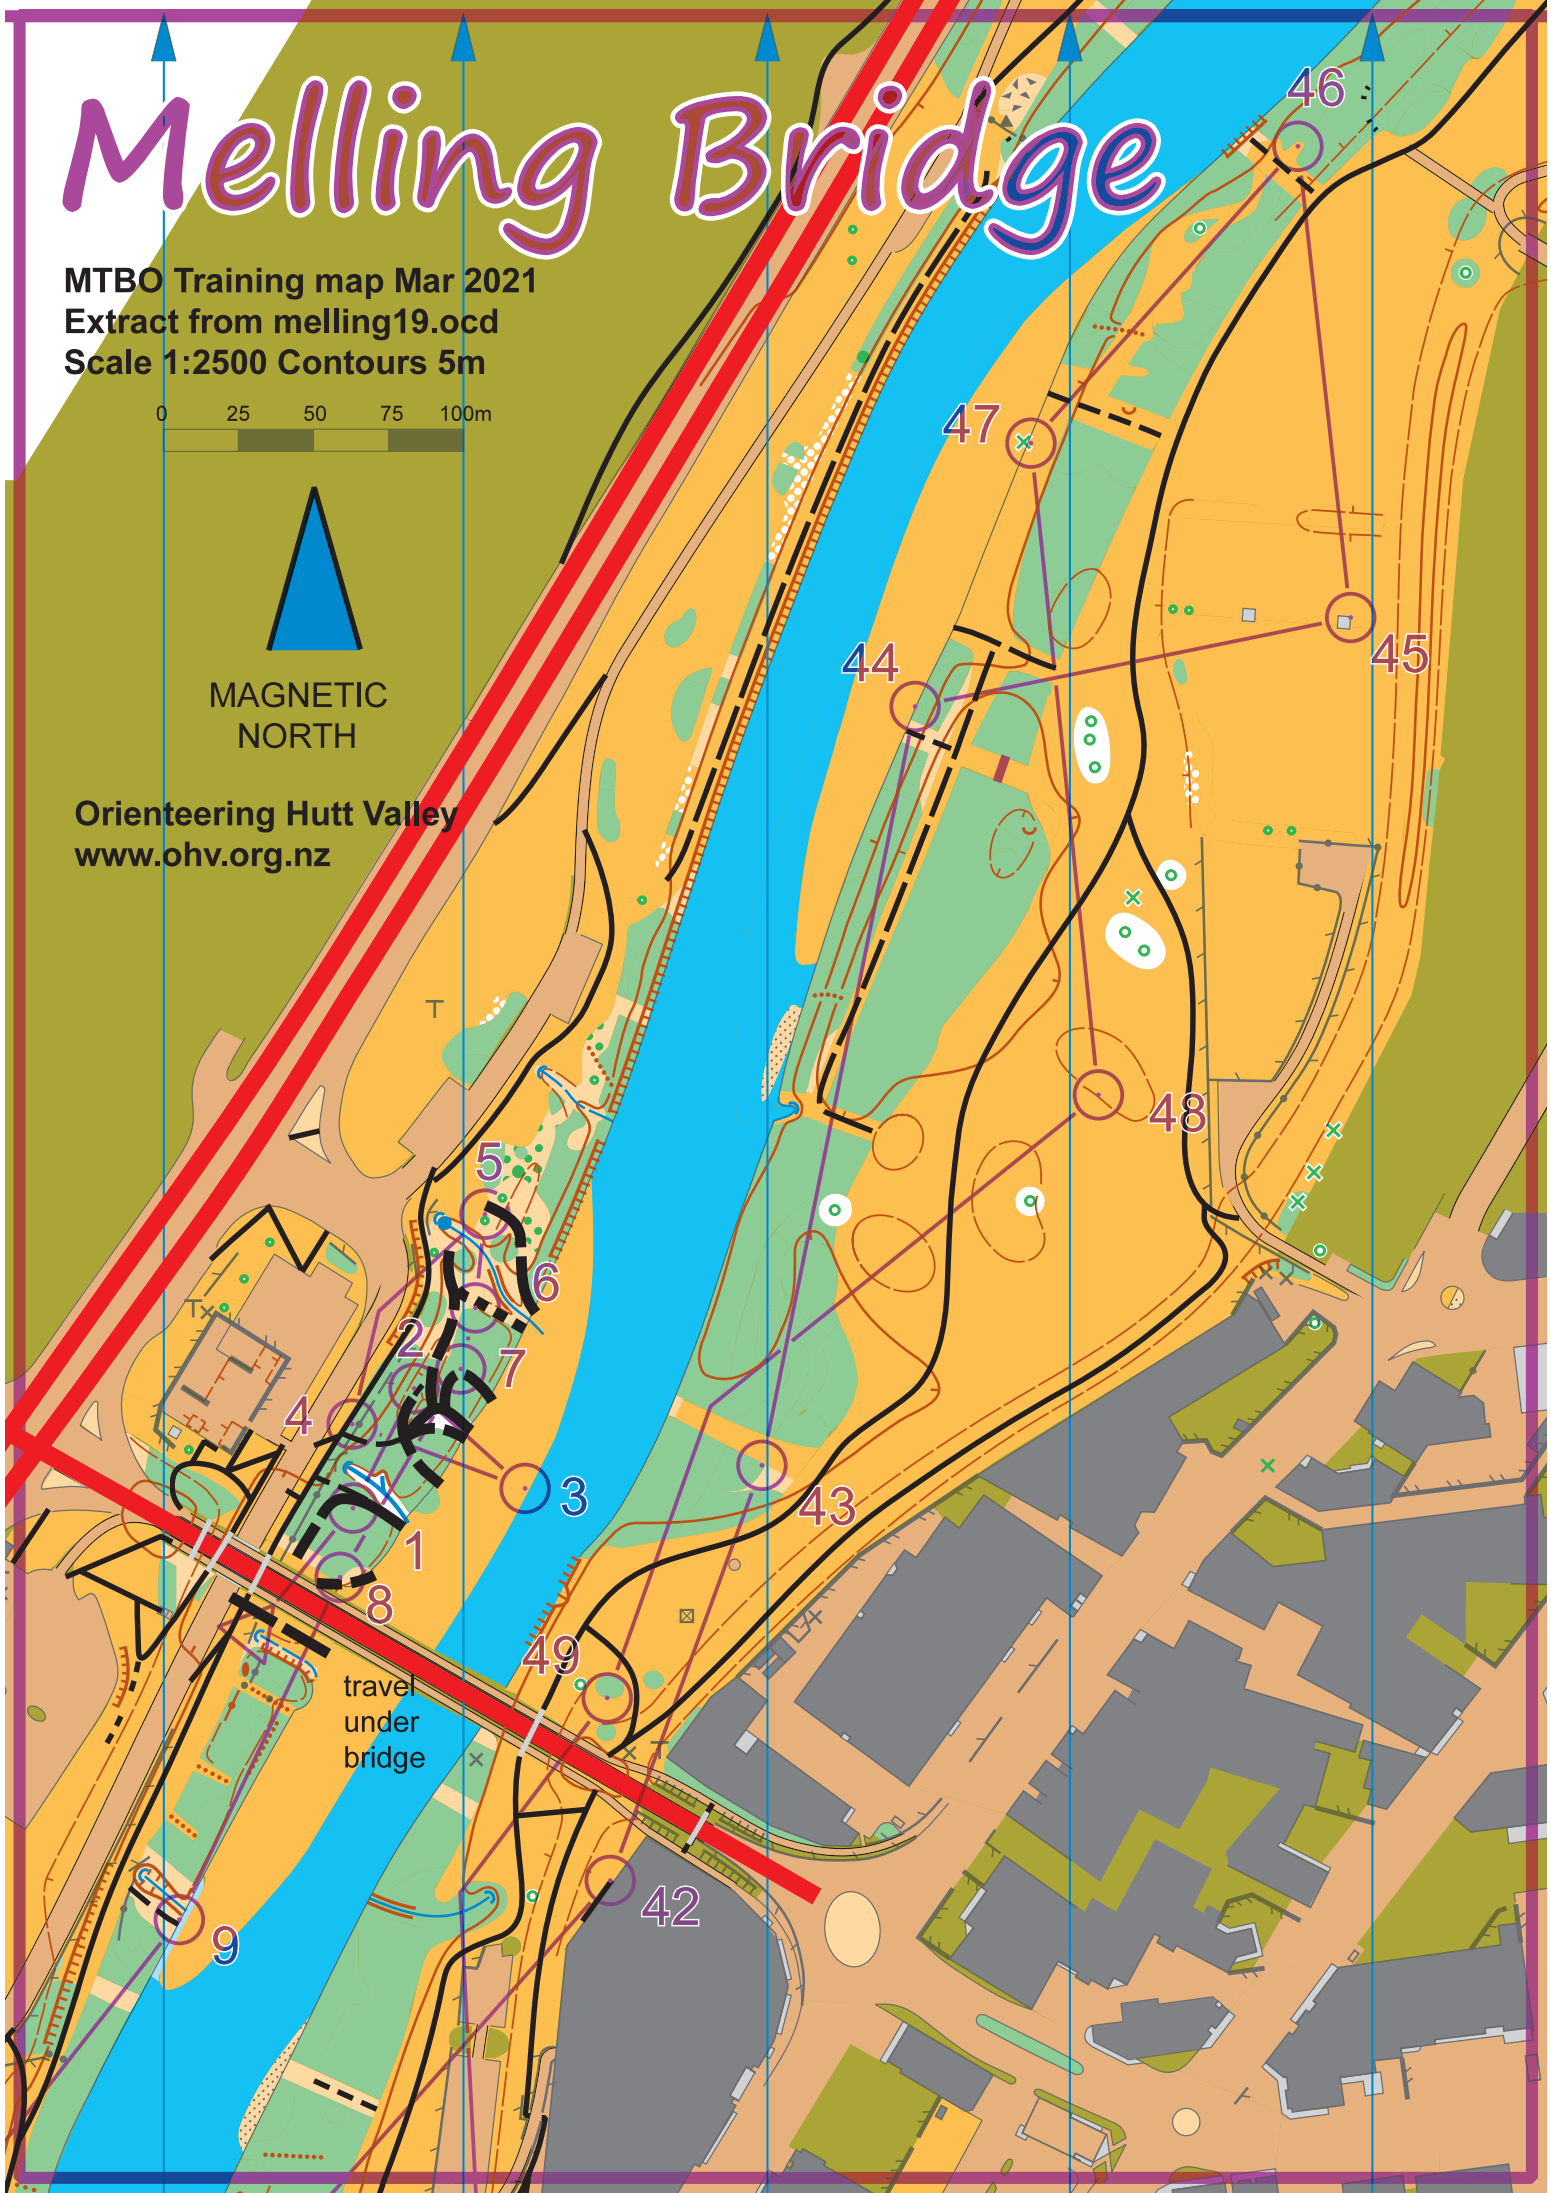 Melling Bridge
MTBO Training map Mar 2021
Extract from melling19.ocd
Scale 1:2500 Contours 5m
0 25 50 75 100m
MAGNETIC
NORTH
Orienteering Hutt Valley
www.ohv.org.nz
46
47
44
45
48
5
6
2
7
4
3
43
1
8
49
travel
under
bridge
42
9